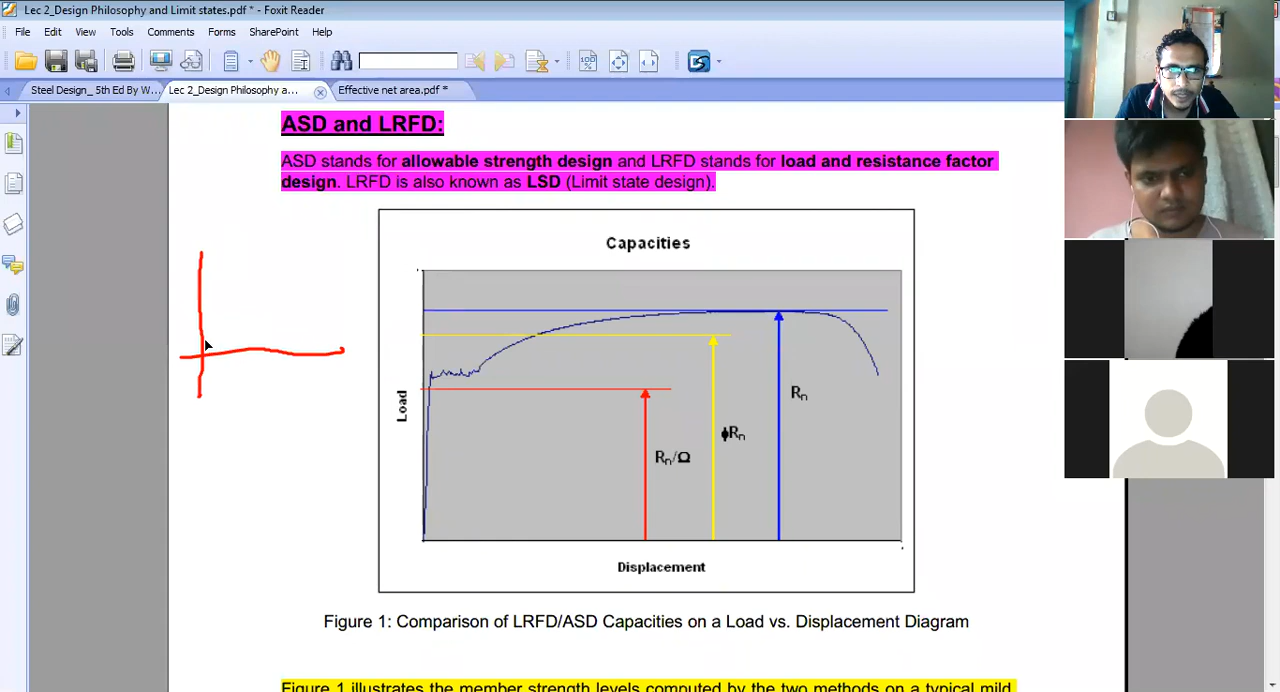 Lec 2_Design Philosophy and Limit states.pdf * - Foxit Reader
File Edit View Tools Comments Forms SharePoint Help
Steel Design_ 5th Ed By W... Lec 2_Design Philosophy a... Effective net area.pdf *
ASD and LRFD:
ASD stands for allowable strength design and LRFD stands for load and resistance factor
design. LRFD is also known as LSD (Limit state design).
Capacities
Load
Rn/Ω
ϕRn
Rn
Displacement
Figure 1: Comparison of LRFD/ASD Capacities on a Load vs. Displacement Diagram
Figure 1 illustrates the member strength levels computed by the two methods on a typical mild